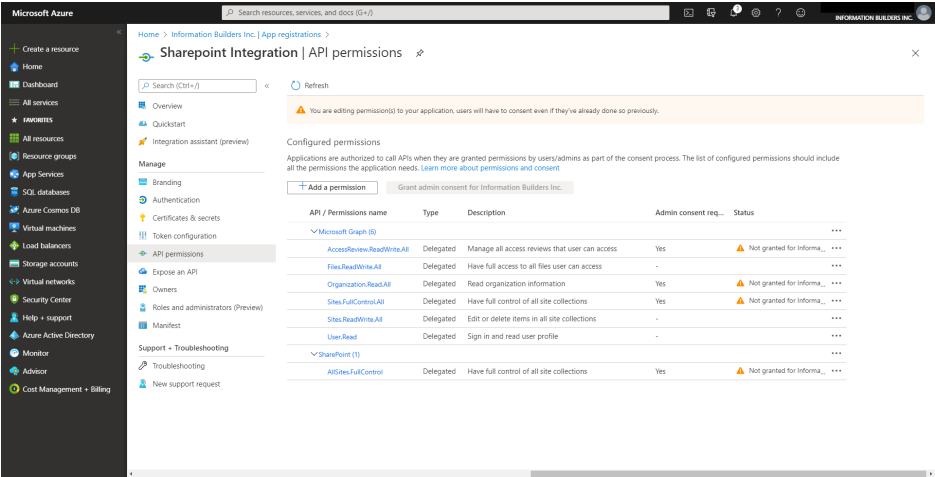 Microsoft Azure
Search resources, services, and docs (G+/)
INFORMATION BUILDERS INC.
Create a resource
Home
Dashboard
All services
FAVORITES
All resources
Resource groups
App Services
SQL databases
Azure Cosmos DB
Virtual machines
Load balancers
Storage accounts
Virtual networks
Security Center
Help + support
Azure Active Directory
Monitor
Advisor
Cost Management + Billing
Home > Information Builders Inc. | App registrations >
Sharepoint Integration | API permissions
Search (Ctrl+/)
Overview
Quickstart
Integration assistant (preview)
Manage
Branding
Authentication
Certificates & secrets
Token configuration
API permissions
Expose an API
Owners
Roles and administrators (Preview)
Manifest
Support + Troubleshooting
Troubleshooting
New support request
Refresh
You are editing permission(s) to your application, users will have to consent even if they've already done so previously.
Configured permissions
Applications are authorized to call APIs when they are granted permissions by users/admins as part of the consent process. The list of configured permissions should include
all the permissions the application needs. Learn more about permissions and consent
Add a permission Grant admin consent for Information Builders Inc.
API / Permissions name Type Description Admin consent req... Status
Microsoft Graph (6)
AccessReview.ReadWrite.All Delegated Manage all access reviews that user can access Yes Not granted for Informa...
Files.ReadWrite.All Delegated Have full access to all files user can access -
Organization.Read.All Delegated Read organization information Yes Not granted for Informa...
Sites.FullControl.All Delegated Have full control of all site collections Yes Not granted for Informa...
Sites.ReadWrite.All Delegated Edit or delete items in all site collections -
User.Read Delegated Sign in and read user profile -
SharePoint (1)
AllSites.FullControl Delegated Have full control of all site collections Yes Not granted for Informa...